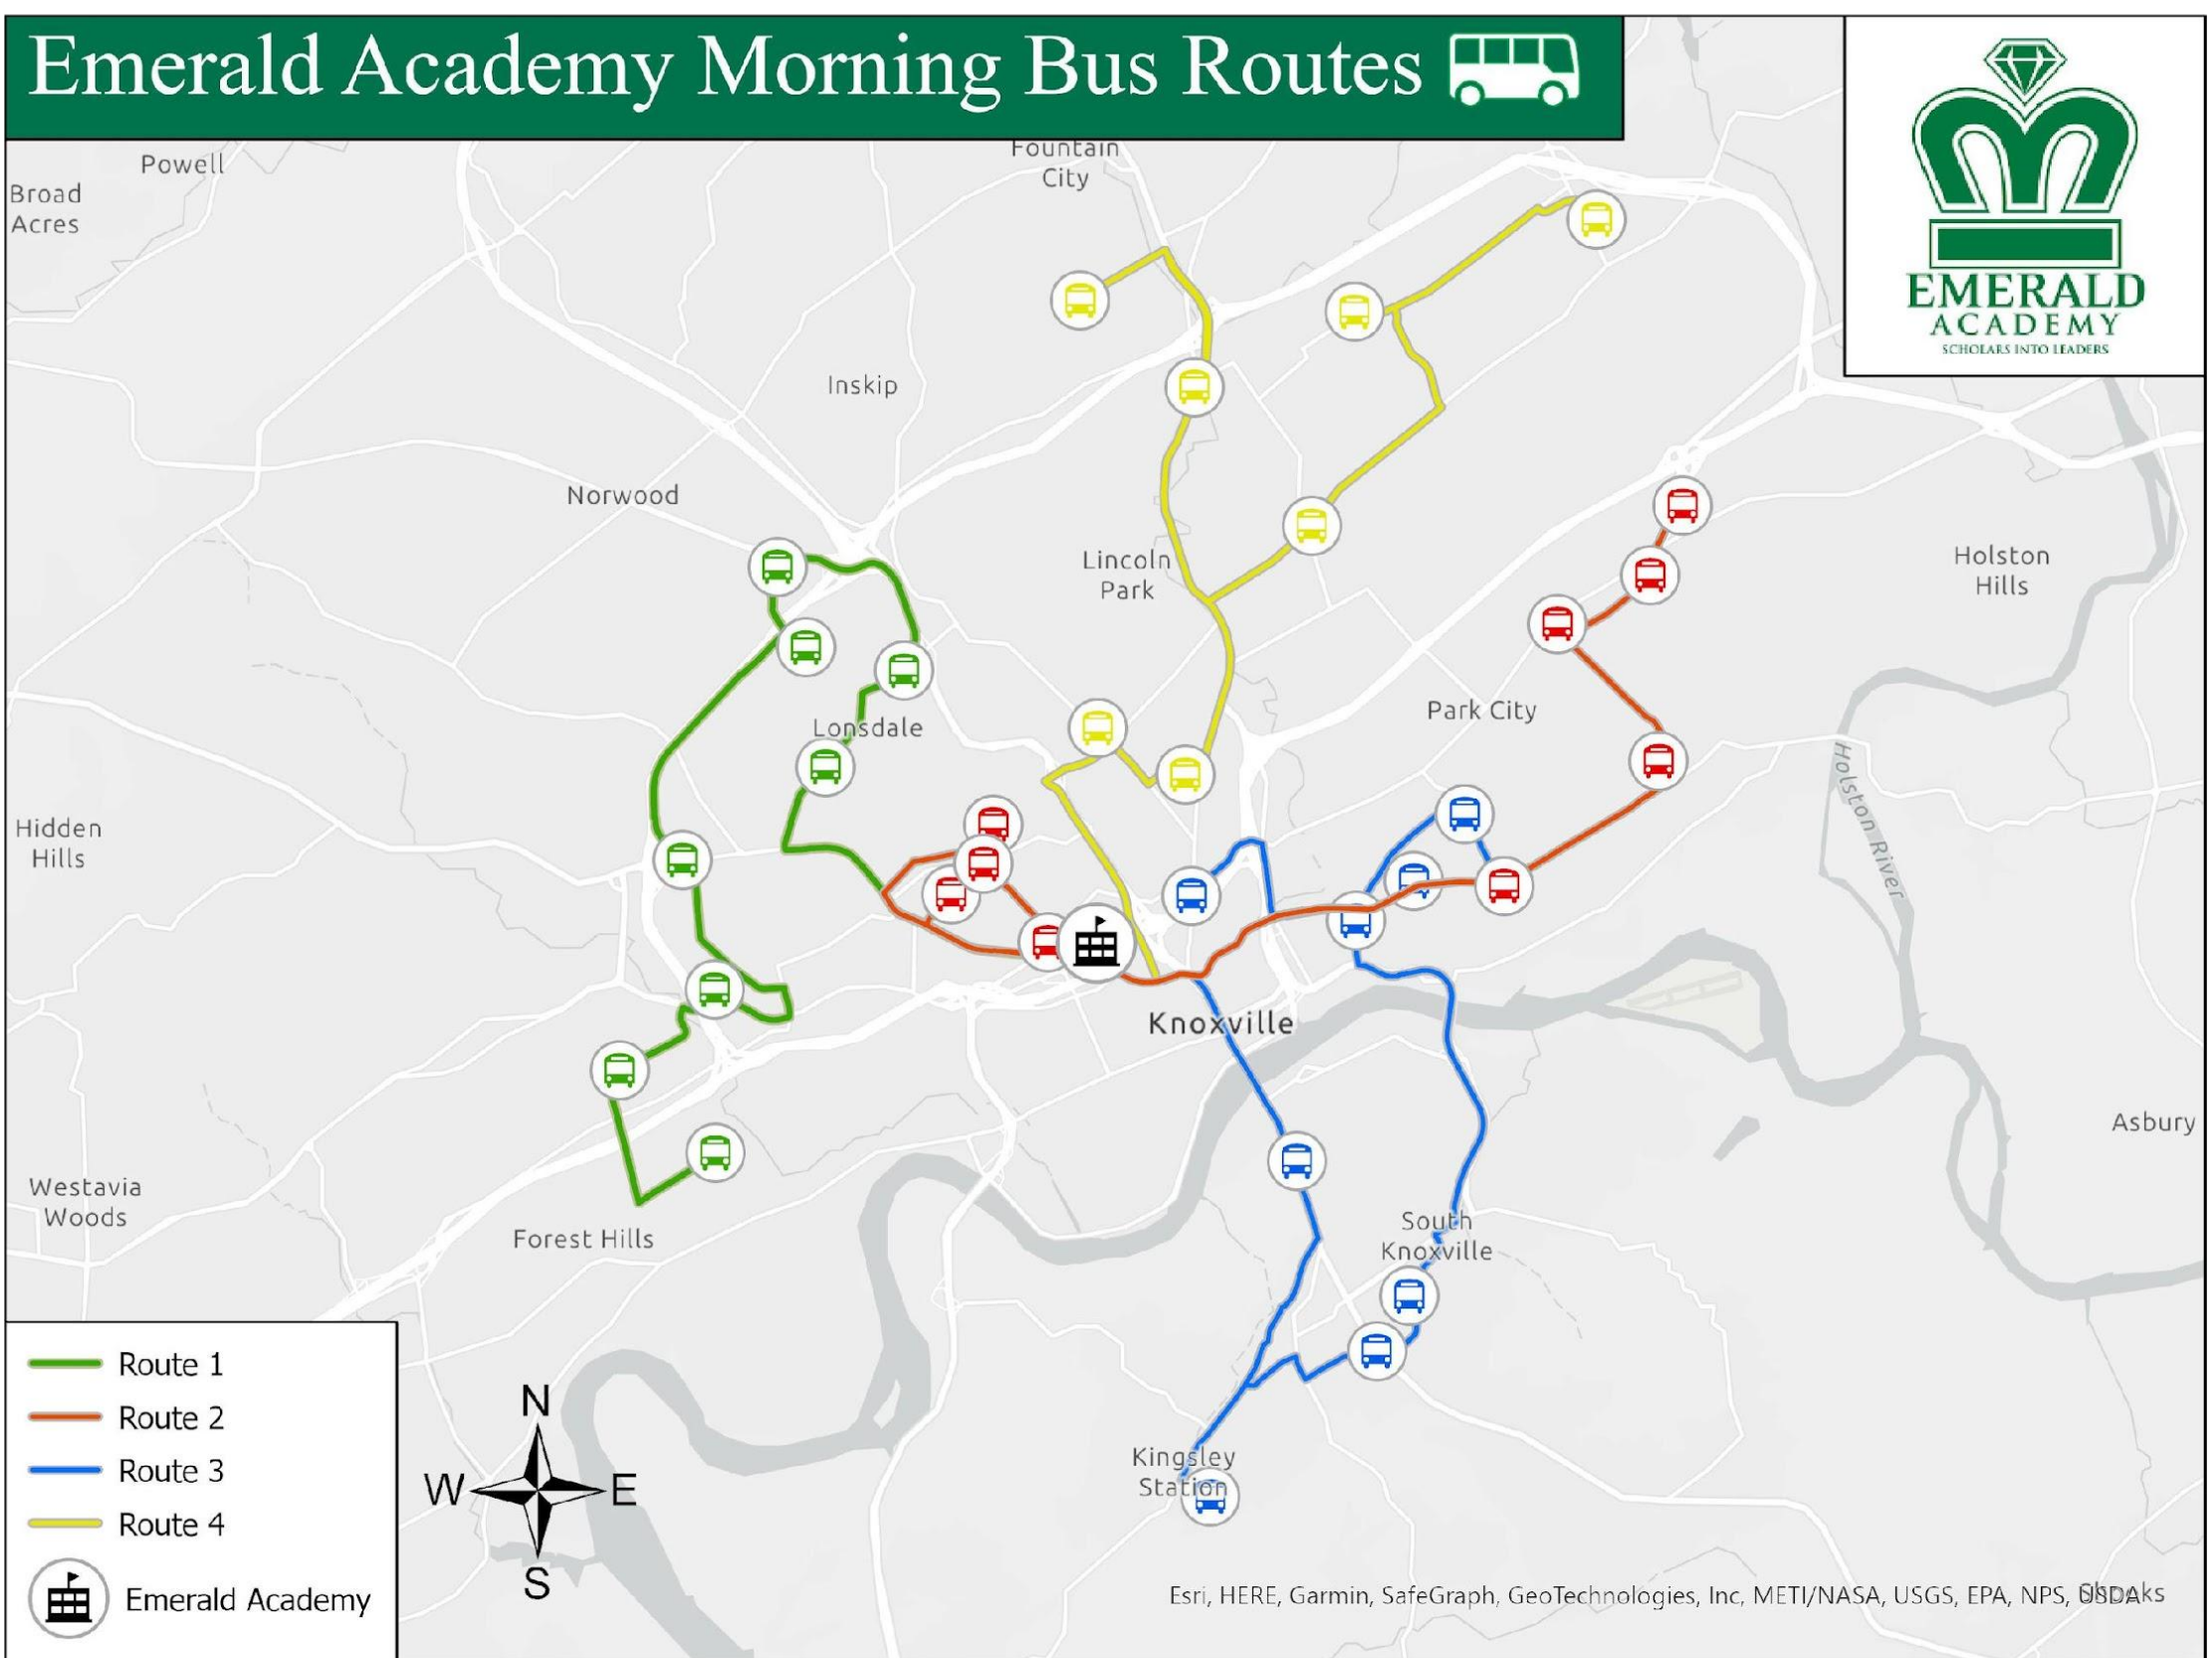 Emerald Academy Morning Bus Routes
EMERALD
ACADEMY
SCHOLARS INTO LEADERS
Powell
Broad
Acres
Fountain
City
Inskip
Norwood
Lincoln
Park
Holston
Hills
Lonsdale
Park City
Holston River
Hidden
Hills
Knoxville
Asbury
Westavia
Woods
Forest Hills
South
Knoxville
Kingsley
Station
Route 1
Route 2
Route 3
Route 4
Emerald Academy
N
W
E
S
Esri, HERE, Garmin, SafeGraph, GeoTechnologies, Inc, METI/NASA, USGS, EPA, NPS, USDA